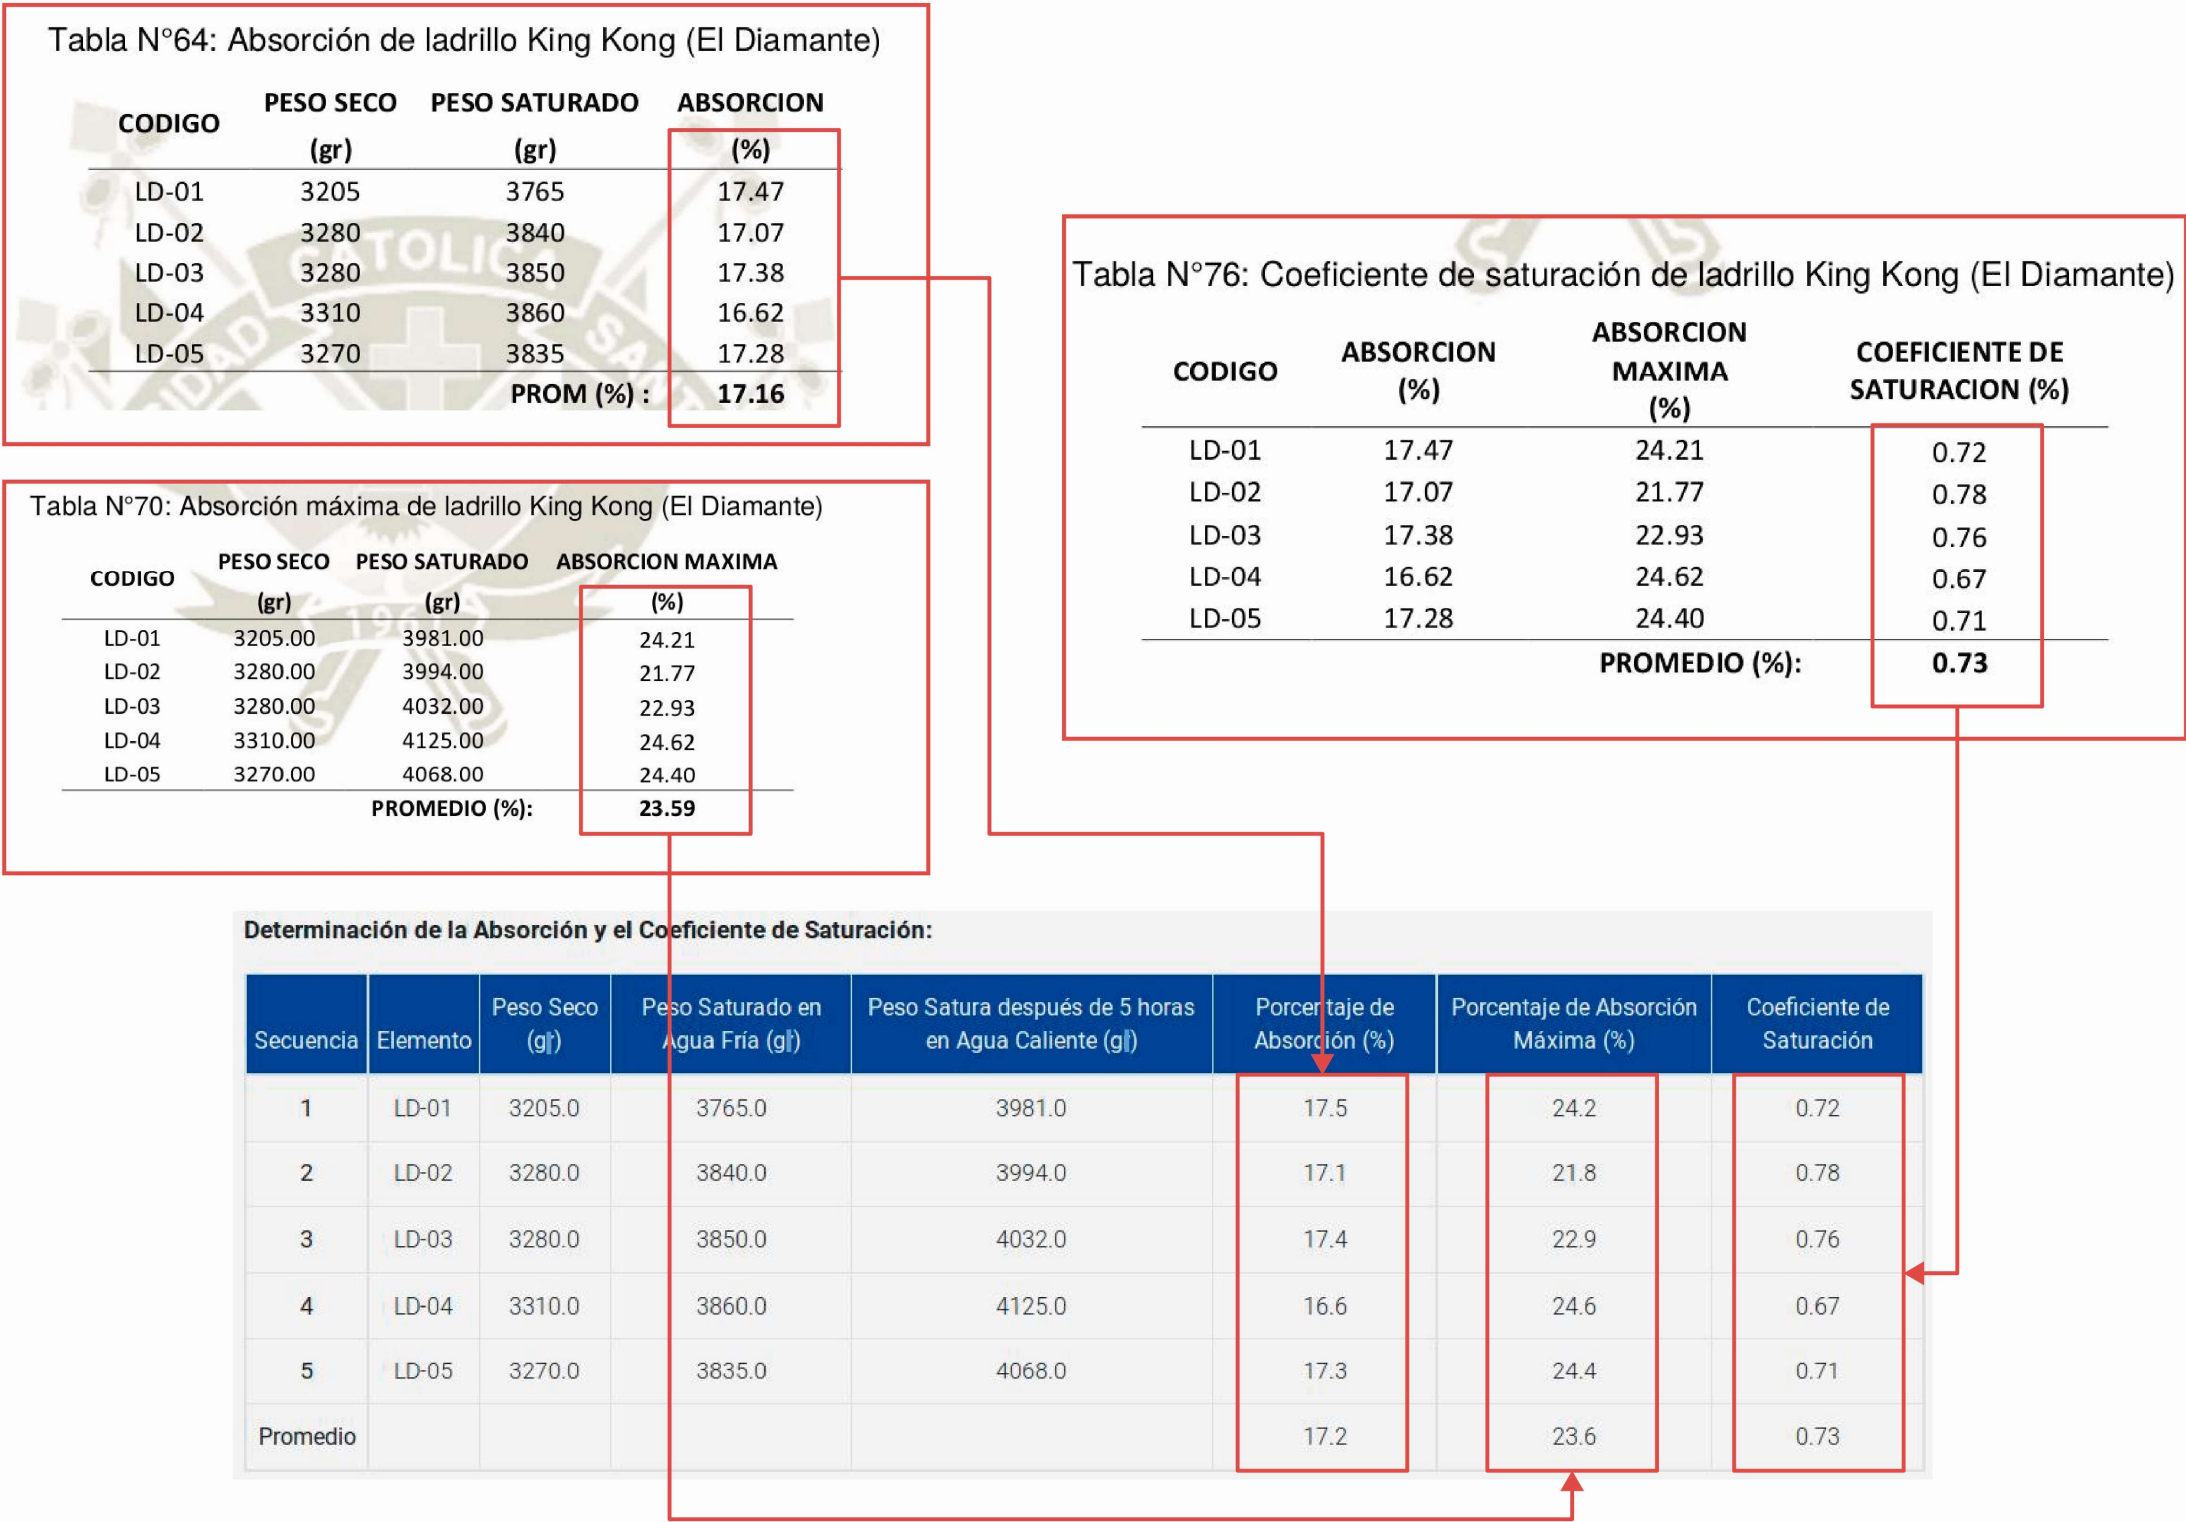 Tabla N°64: Absorción de ladrillo King Kong (El Diamante)
CODIGO PESO SECO PESO SATURADO ABSORCION
(gr) (gr) (%)
LD-01 3205 3765 17.47
LD-02 3280 3840 17.07
LD-03 3280 3850 17.38
LD-04 3310 3860 16.62
LD-05 3270 3835 17.28
PROM (%) : 17.16
CATOLICA
SANTA
1961
Tabla N°70: Absorción máxima de ladrillo King Kong (El Diamante)
CODIGO PESO SECO PESO SATURADO ABSORCION MAXIMA
(gr) (gr) (%)
LD-01 3205.00 3981.00 24.21
LD-02 3280.00 3994.00 21.77
LD-03 3280.00 4032.00 22.93
LD-04 3310.00 4125.00 24.62
LD-05 3270.00 4068.00 24.40
PROMEDIO (%): 23.59
Tabla N°76: Coeficiente de saturación de ladrillo King Kong (El Diamante)
CODIGO ABSORCION (%) ABSORCION MAXIMA (%) COEFICIENTE DE SATURACION (%)
LD-01 17.47 24.21 0.72
LD-02 17.07 21.77 0.78
LD-03 17.38 22.93 0.76
LD-04 16.62 24.62 0.67
LD-05 17.28 24.40 0.71
PROMEDIO (%): 0.73
Determinación de la Absorción y el Coeficiente de Saturación:
Secuencia Elemento Peso Seco (gr) Peso Saturado en Agua Fría (gr) Peso Satura después de 5 horas en Agua Caliente (gr) Porcentaje de Absorción (%) Porcentaje de Absorción Máxima (%) Coeficiente de Saturación
1 LD-01 3205.0 3765.0 3981.0 17.5 24.2 0.72
2 LD-02 3280.0 3840.0 3994.0 17.1 21.8 0.78
3 LD-03 3280.0 3850.0 4032.0 17.4 22.9 0.76
4 LD-04 3310.0 3860.0 4125.0 16.6 24.6 0.67
5 LD-05 3270.0 3835.0 4068.0 17.3 24.4 0.71
Promedio 17.2 23.6 0.73